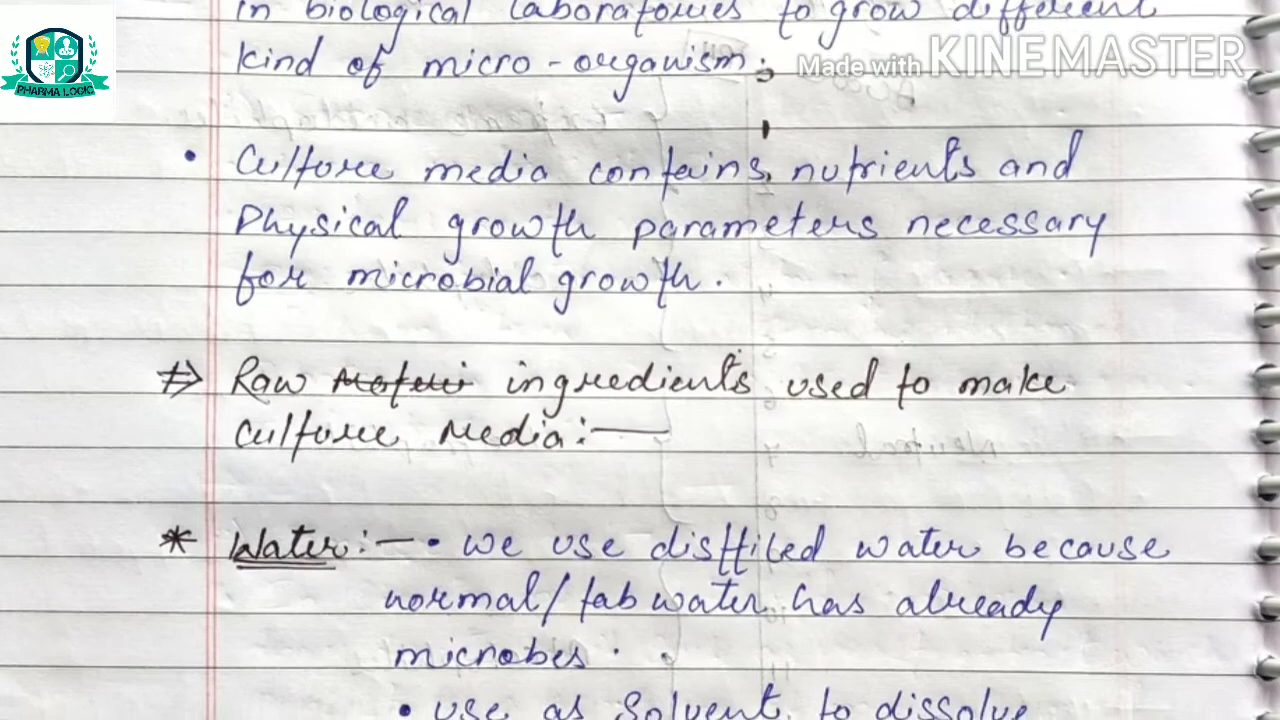 in biological laboratories to grow different
kind of micro-organism.
Made with KINEMASTER
PHARMA LOGIC
• Culture media contains nutrients and
Physical growth parameters necessary
for microbial growth.
⇒ Raw Materi ingredients used to make
Culture Media:—
* Water:— • we use distilled water because
normal/tab water has already
microbes.
• use as solvent to dissolve